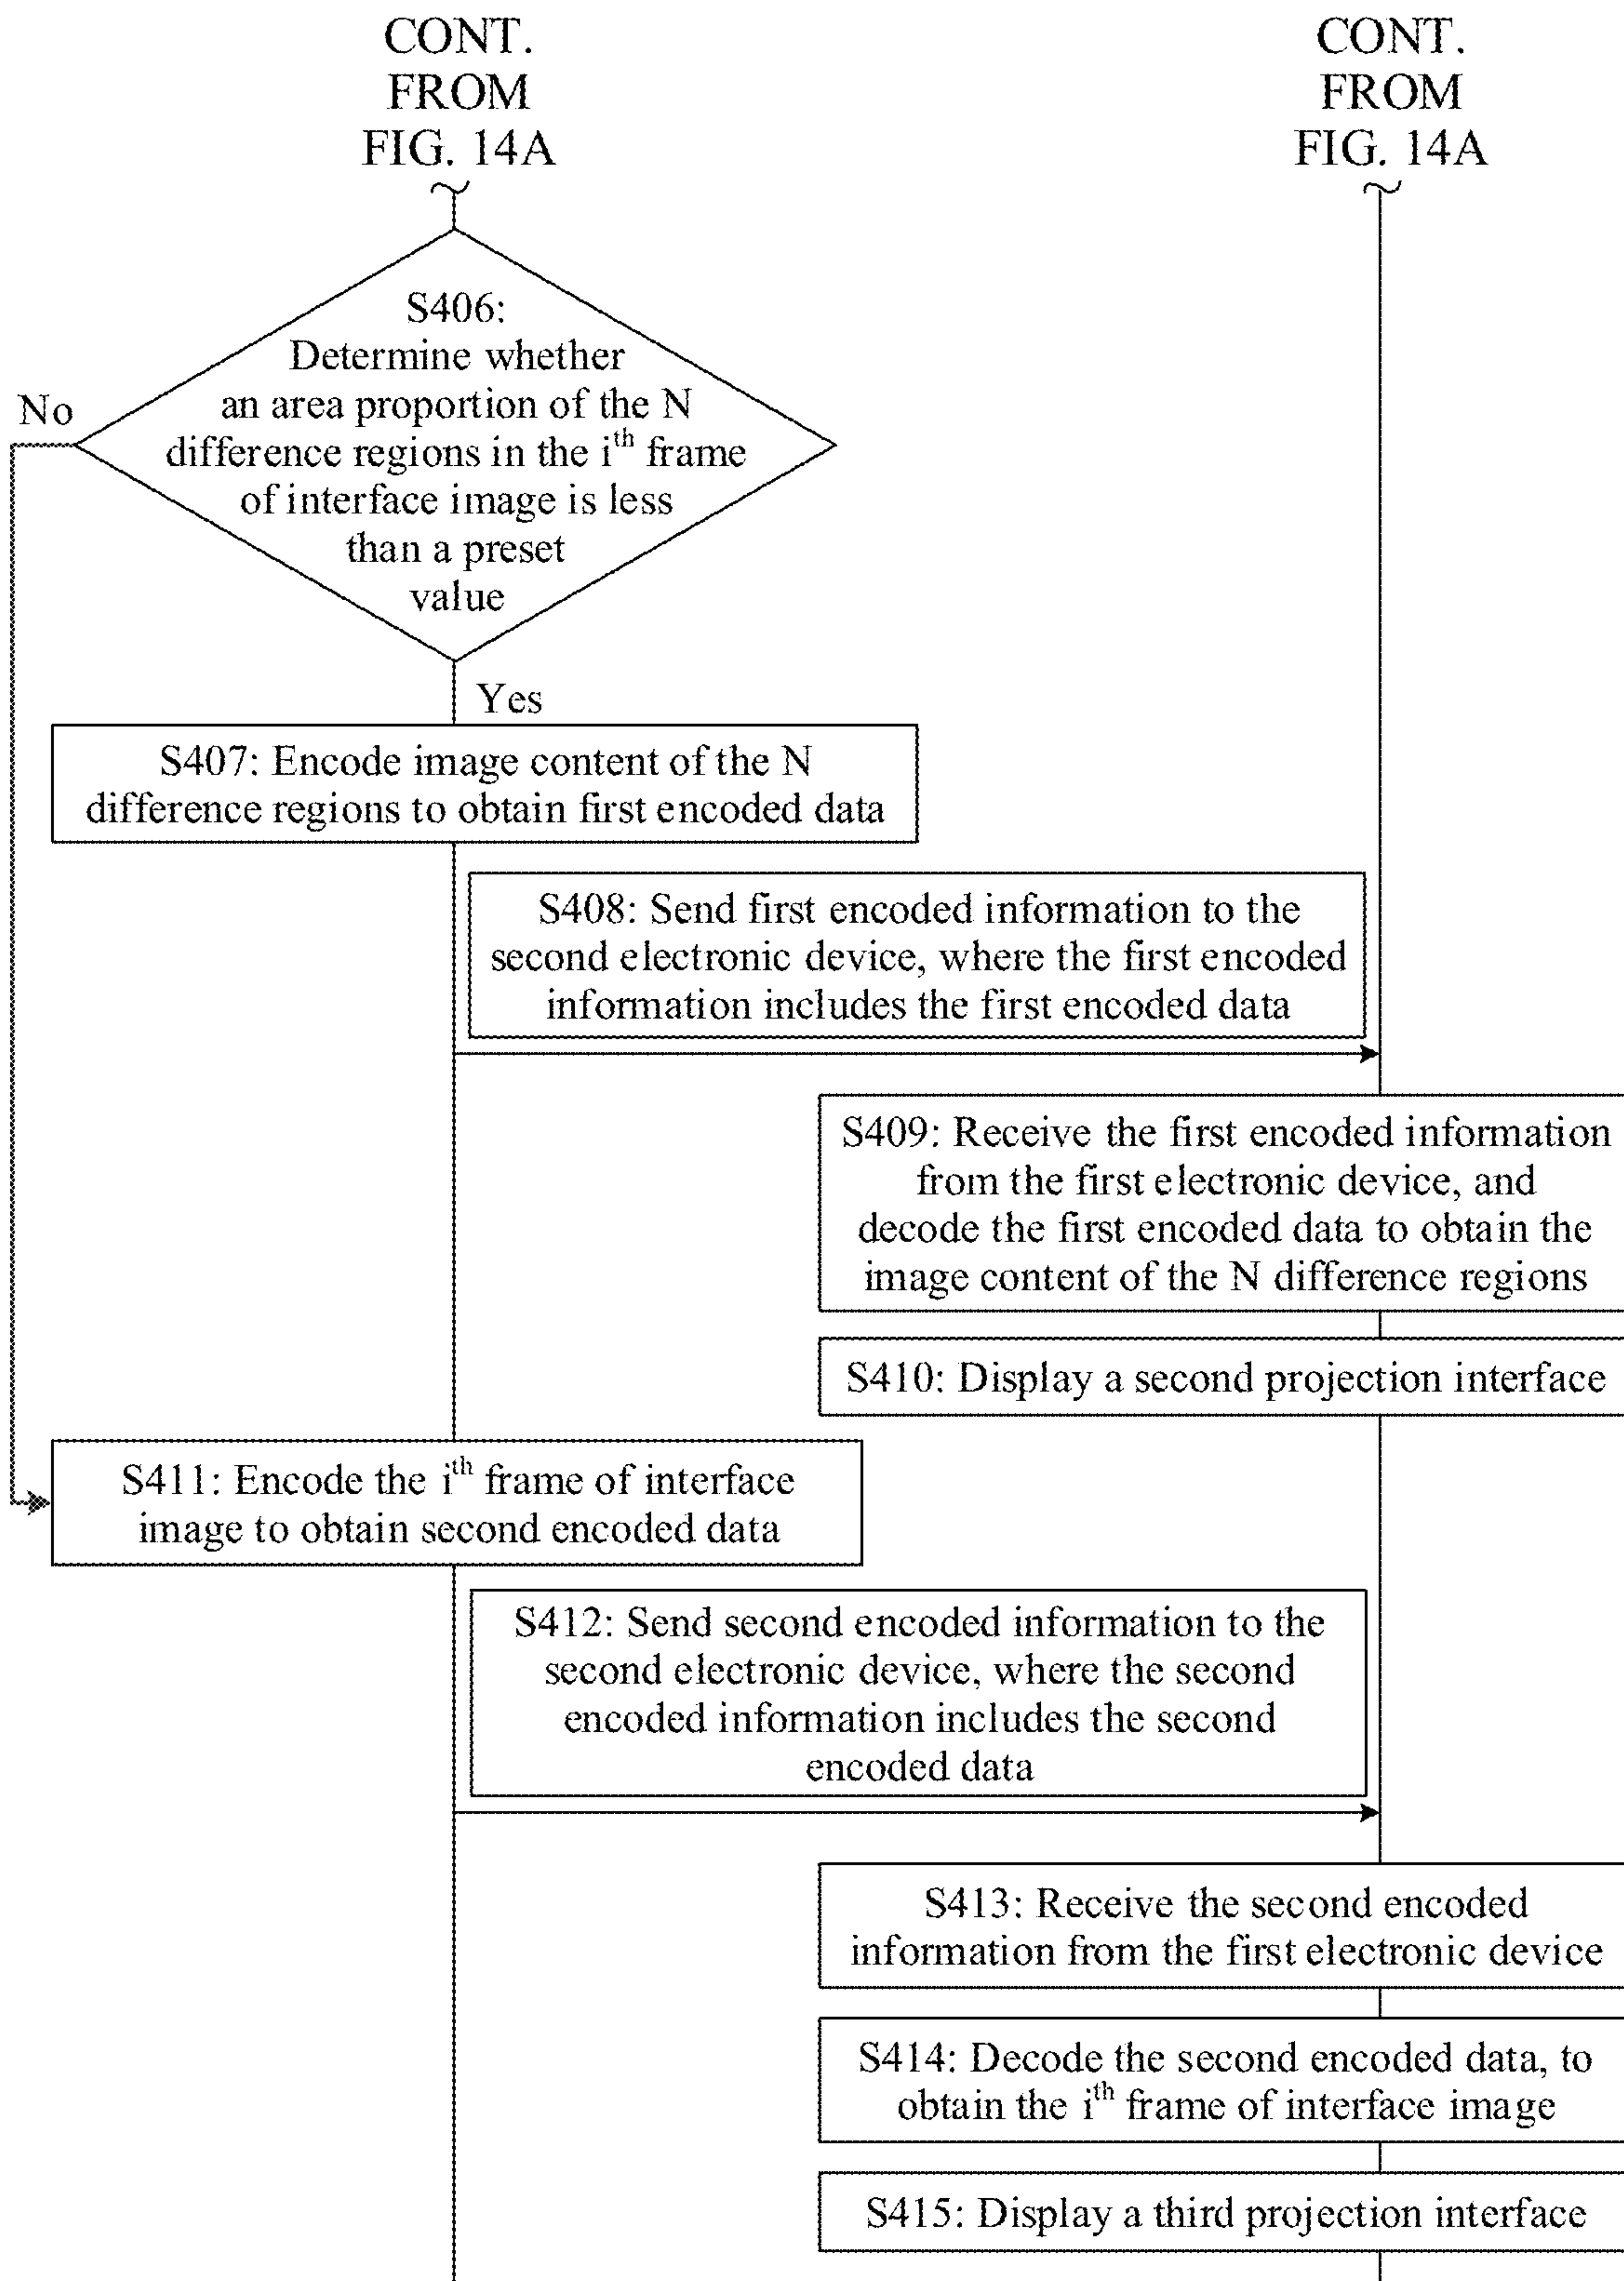 CONT.
FROM
FIG. 14A
CONT.
FROM
FIG. 14A
S406:
Determine whether
an area proportion of the N
difference regions in the ith frame
of interface image is less
than a preset
value
No
Yes
S407: Encode image content of the N
difference regions to obtain first encoded data
S408: Send first encoded information to the
second electronic device, where the first encoded
information includes the first encoded data
S409: Receive the first encoded information
from the first electronic device, and
decode the first encoded data to obtain the
image content of the N difference regions
S410: Display a second projection interface
S411: Encode the ith frame of interface
image to obtain second encoded data
S412: Send second encoded information to the
second electronic device, where the second
encoded information includes the second
encoded data
S413: Receive the second encoded
information from the first electronic device
S414: Decode the second encoded data, to
obtain the ith frame of interface image
S415: Display a third projection interface